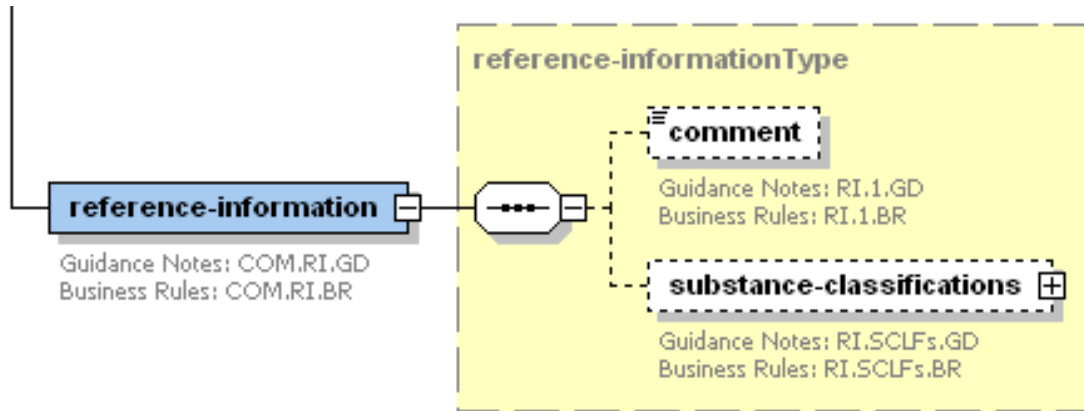 reference-informationType
comment
Guidance Notes: RI.1.GD
Business Rules: RI.1.BR
reference-information
Guidance Notes: COM.RI.GD
Business Rules: COM.RI.BR
substance-classifications
Guidance Notes: RI.SCLFs.GD
Business Rules: RI.SCLFs.BR